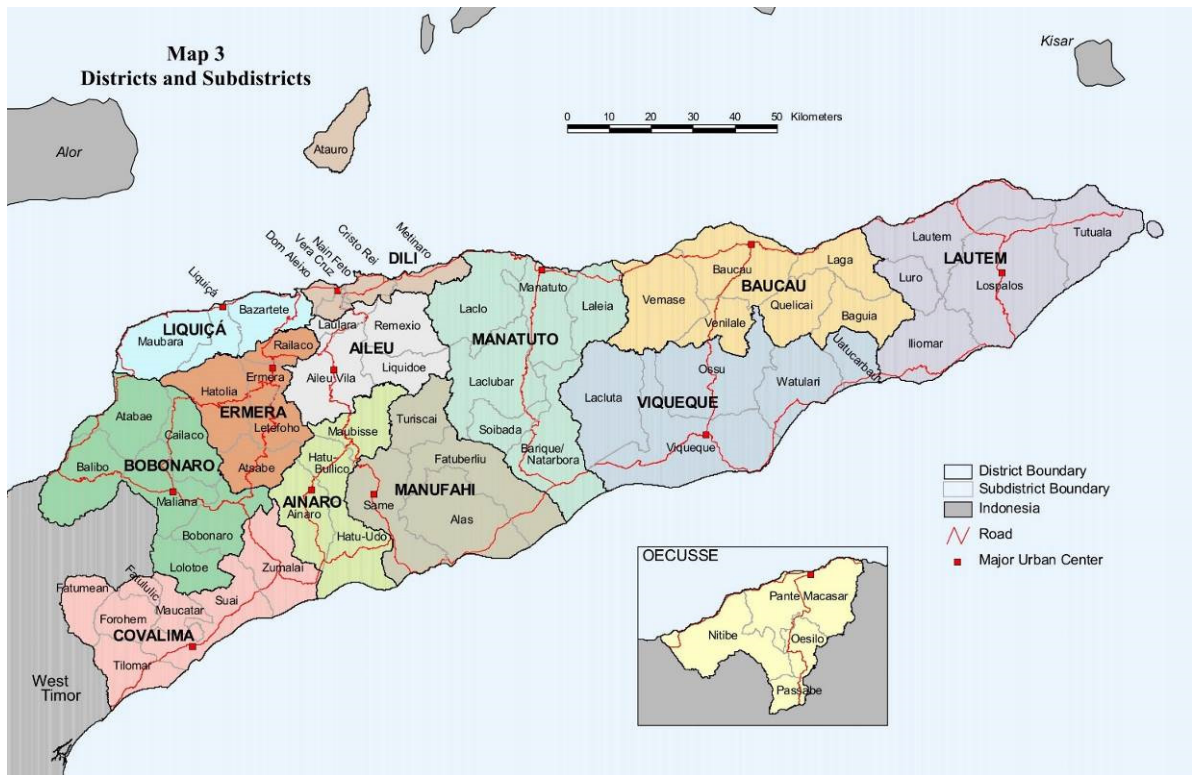 Map 3
Districts and Subdistricts
Kisar
0 10 20 30 40 50 Kilometers
Alor
Atauro
Metinaro
Cristo Rei
Nain Feto
Vera Cruz
Dom Aleixo
DILI
Liquiçá
Bazartete
LIQUIÇÁ
Maubara
Laulara
Remexio
AILEU
Liquidoe
Aileu Vila
Railaco
Ermera
Hatolia
ERMERA
Letefoho
Atsabe
Atabae
Cailaco
Balibo
BOBONARO
Maliana
Bobonaro
Lolotoe
Manatuto
Laclo
Laleia
MANATUTO
Laclubar
Soibada
Barique/
Natarbora
Baucau
Laga
Vemase
BAUCAU
Quelicai
Venilale
Baguia
Lautem
Tutuala
LAUTEM
Luro
Lospalos
Iliomar
Ossu
Uatucarbau
Watulari
Lacluta
VIQUEQUE
Viqueque
Maubisse
Hatu-
Builico
AINARO
Ainaro
Hatu-Udo
Turiscai
Fatuberliu
MANUFAHI
Same
Alas
Zumalai
Fatumean
Fatululic
Maucatar
Suai
Forohem
COVALIMA
Tilomar
West
Timor
District Boundary
Subdistrict Boundary
Indonesia
Road
Major Urban Center
OECUSSE
Pante Macasar
Nitibe
Oesilo
Passabe